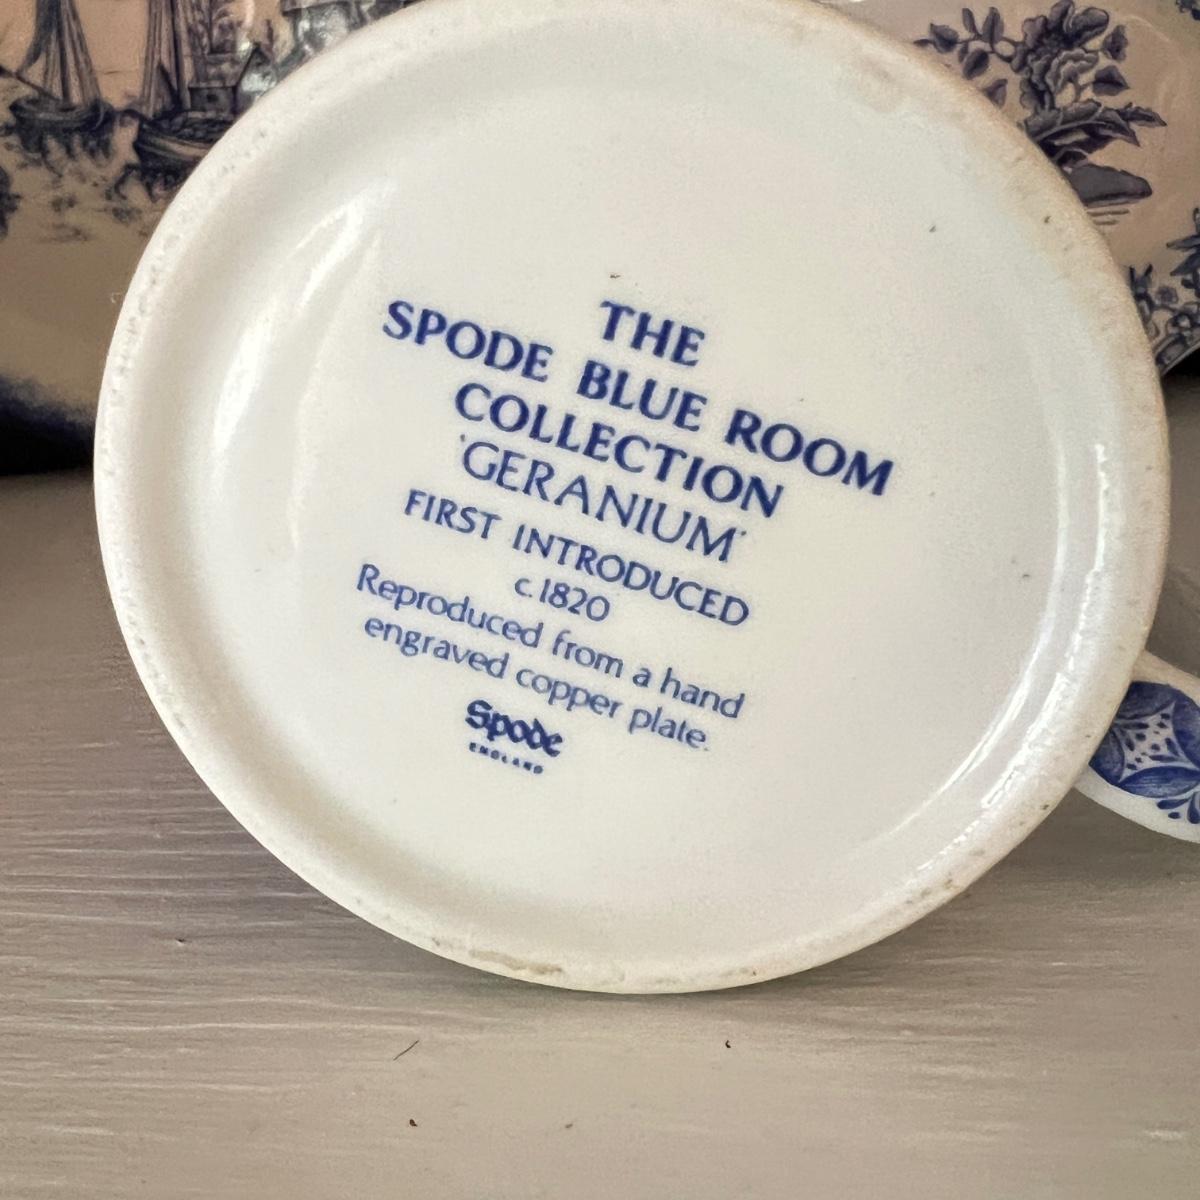 THE
SPODE BLUE ROOM
COLLECTION
'GERANIUM'
FIRST INTRODUCED
c.1820
Reproduced from a hand
engraved copper plate.
Spode
ENGLAND